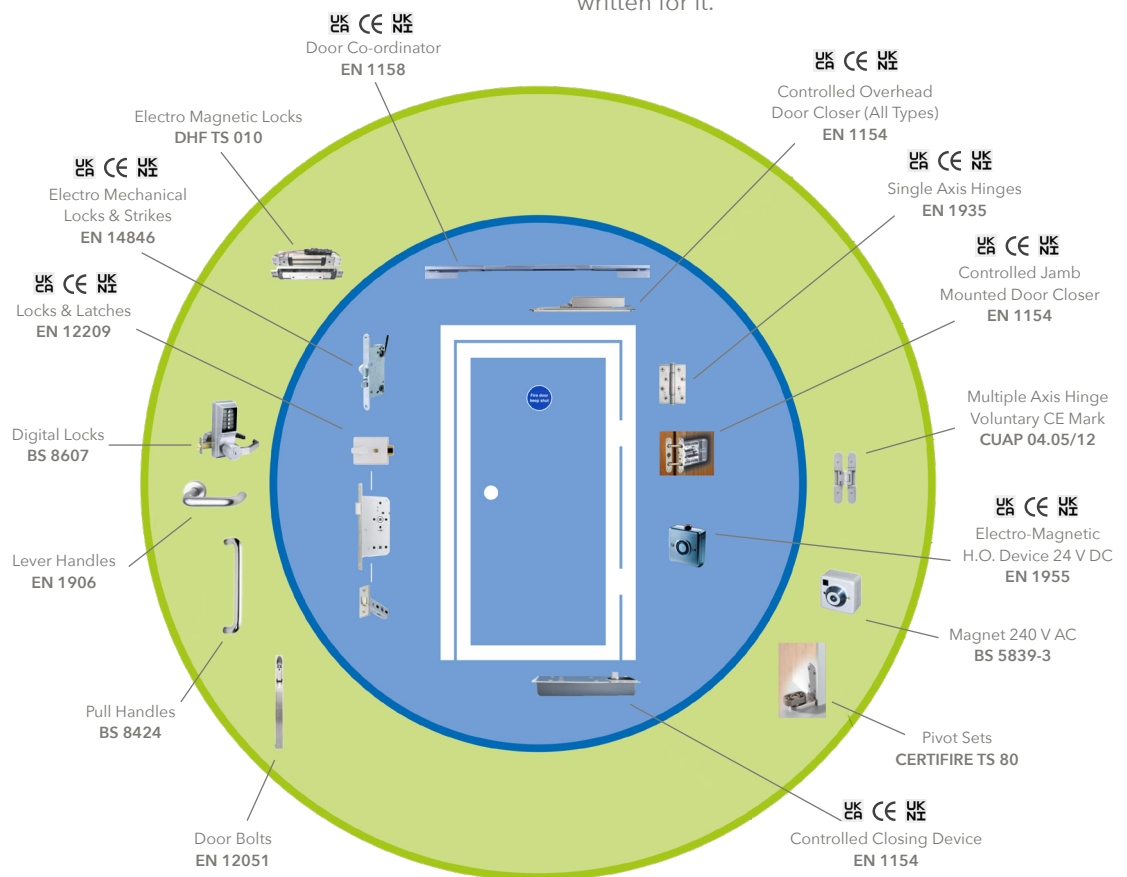 written for it.
UK CA CE UK NI
Door Co-ordinator
EN 1158
UK CA CE UK NI
Controlled Overhead
Door Closer (All Types)
EN 1154
Electro Magnetic Locks
DHF TS 010
UK CA CE UK NI
Single Axis Hinges
EN 1935
UK CA CE UK NI
Electro Mechanical
Locks & Strikes
EN 14846
UK CA CE UK NI
Controlled Jamb
Mounted Door Closer
EN 1154
UK CA CE UK NI
Locks & Latches
EN 12209
Fire door
keep shut
Multiple Axis Hinge
Voluntary CE Mark
CUAP 04.05/12
Digital Locks
BS 8607
UK CA CE UK NI
Electro-Magnetic
H.O. Device 24 V DC
EN 1955
Lever Handles
EN 1906
Magnet 240 V AC
BS 5839-3
Pull Handles
BS 8424
Pivot Sets
CERTIFIRE TS 80
Door Bolts
EN 12051
UK CA CE UK NI
Controlled Closing Device
EN 1154